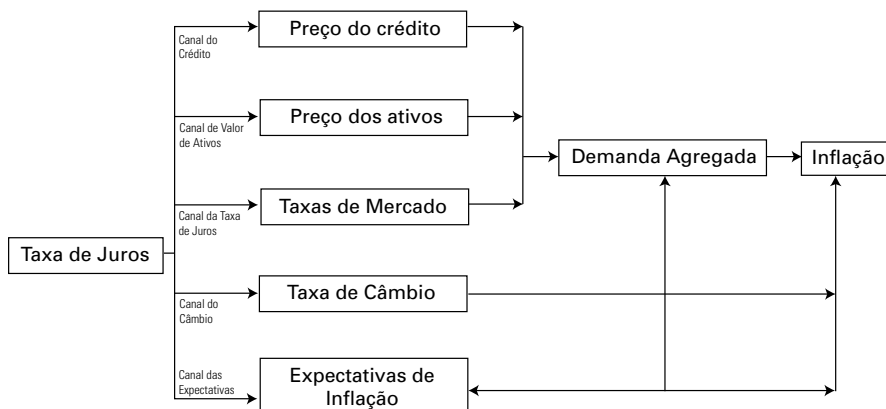 Canal do
Crédito
Preço do crédito
Canal de Valor
de Ativos
Preço dos ativos
Demanda Agregada
Inflação
Canal da Taxa
de Juros
Taxas de Mercado
Taxa de Juros
Canal do
Câmbio
Taxa de Câmbio
Canal das
Expectativas
Expectativas de
Inflação